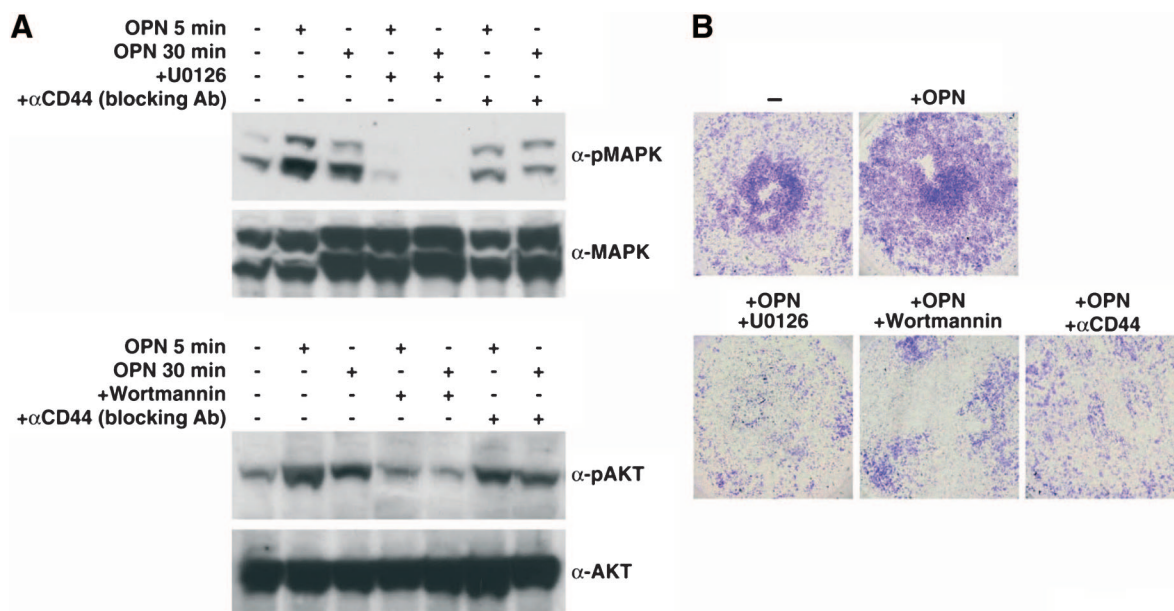 A
OPN 5 min - + - + - + -
OPN 30 min - - + - + - +
+U0126 - - - + + - -
+αCD44 (blocking Ab) - - - - - + +
α-pMAPK
α-MAPK
OPN 5 min - + - + - + -
OPN 30 min - - + - + - +
+Wortmannin - - - + + - -
+αCD44 (blocking Ab) - - - - - + +
α-pAKT
α-AKT
B
– +OPN
+OPN +OPN +OPN
+U0126 +Wortmannin +αCD44